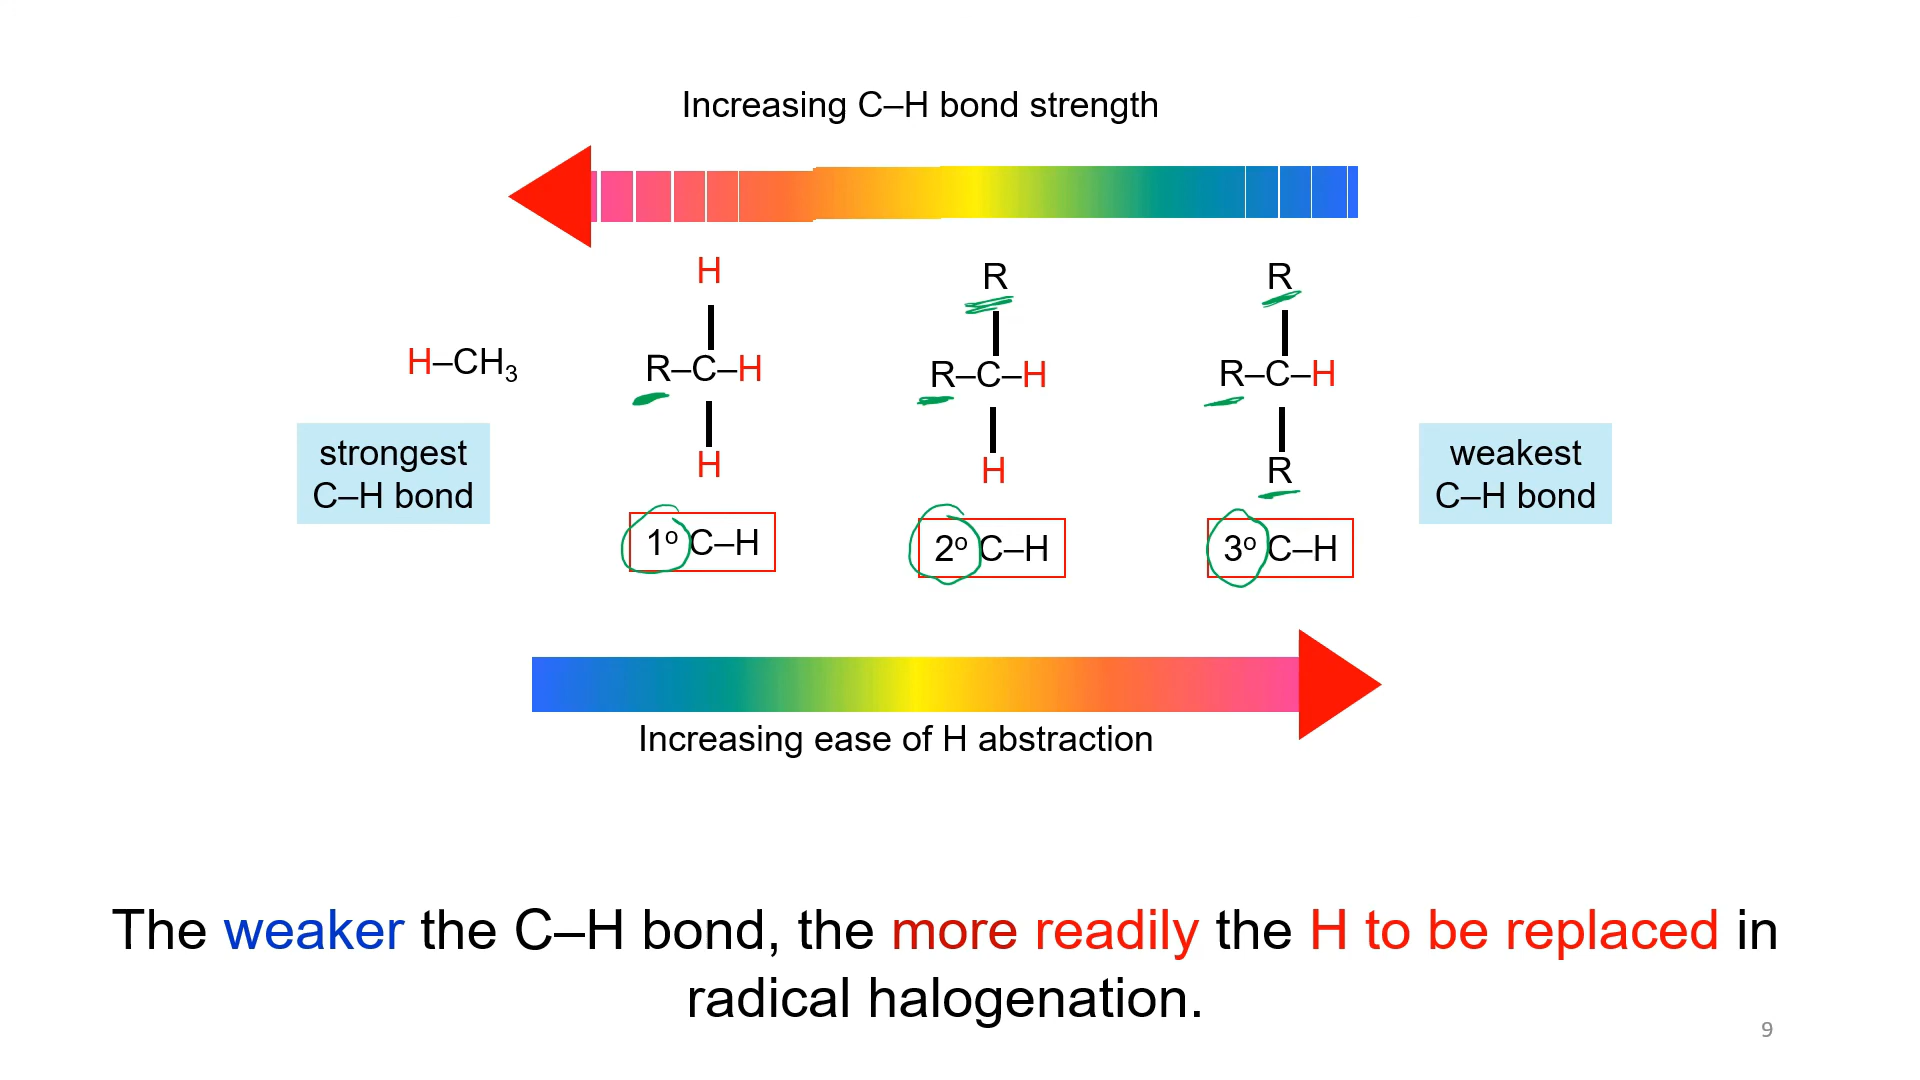 Increasing C–H bond strength
H
R
R
H–CH₃
R–C–H
R–C–H
R–C–H
H
H
R
strongest
C–H bond
weakest
C–H bond
1º C–H
2º C–H
3º C–H
Increasing ease of H abstraction
The weaker the C–H bond, the more readily the H to be replaced in
radical halogenation.
9